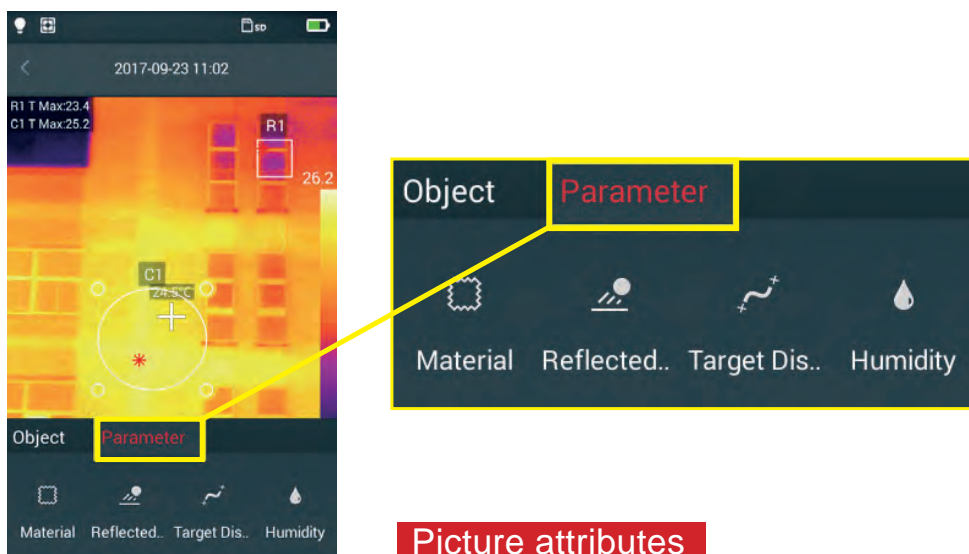 SD
2017-09-23 11:02
R1 T Max:23.4
C1 T Max:25.2
R1
26.2
C1
24.5°C
Object Parameter
Material Reflected.. Target Dis.. Humidity
Object Parameter
Material Reflected.. Target Dis.. Humidity
Picture attributes